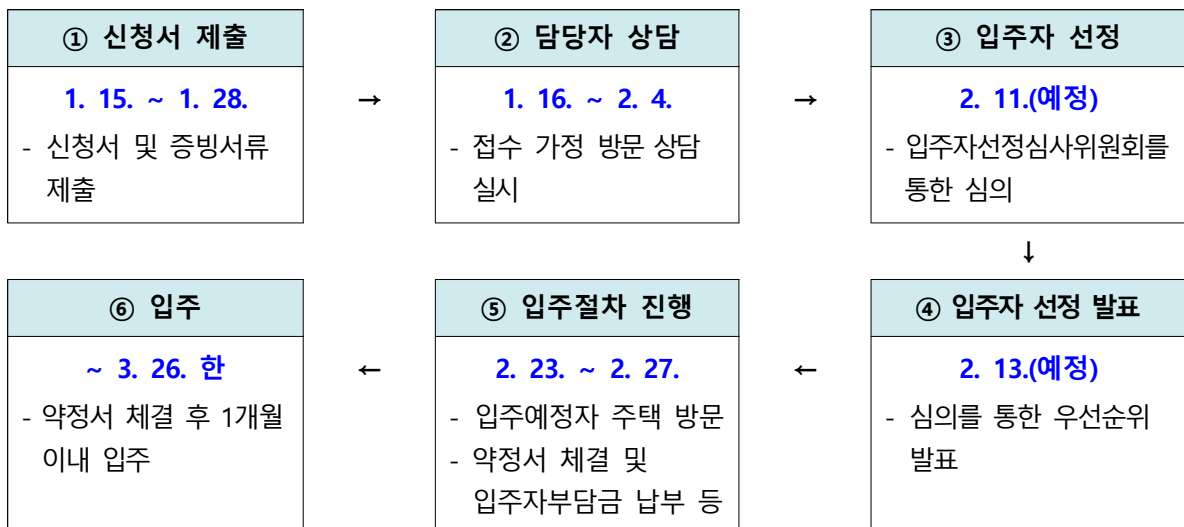 ① 신청서 제출
1. 15. ~ 1. 28.
- 신청서 및 증빙서류
제출
→
② 담당자 상담
1. 16. ~ 2. 4.
- 접수 가정 방문 상담
실시
→
③ 입주자 선정
2. 11.(예정)
- 입주자선정심사위원회를
통한 심의
↓
④ 입주자 선정 발표
2. 13.(예정)
- 심의를 통한 우선순위
발표
←
⑤ 입주절차 진행
2. 23. ~ 2. 27.
- 입주예정자 주택 방문
- 약정서 체결 및
입주자부담금 납부 등
←
⑥ 입주
~ 3. 26. 한
- 약정서 체결 후 1개월
이내 입주